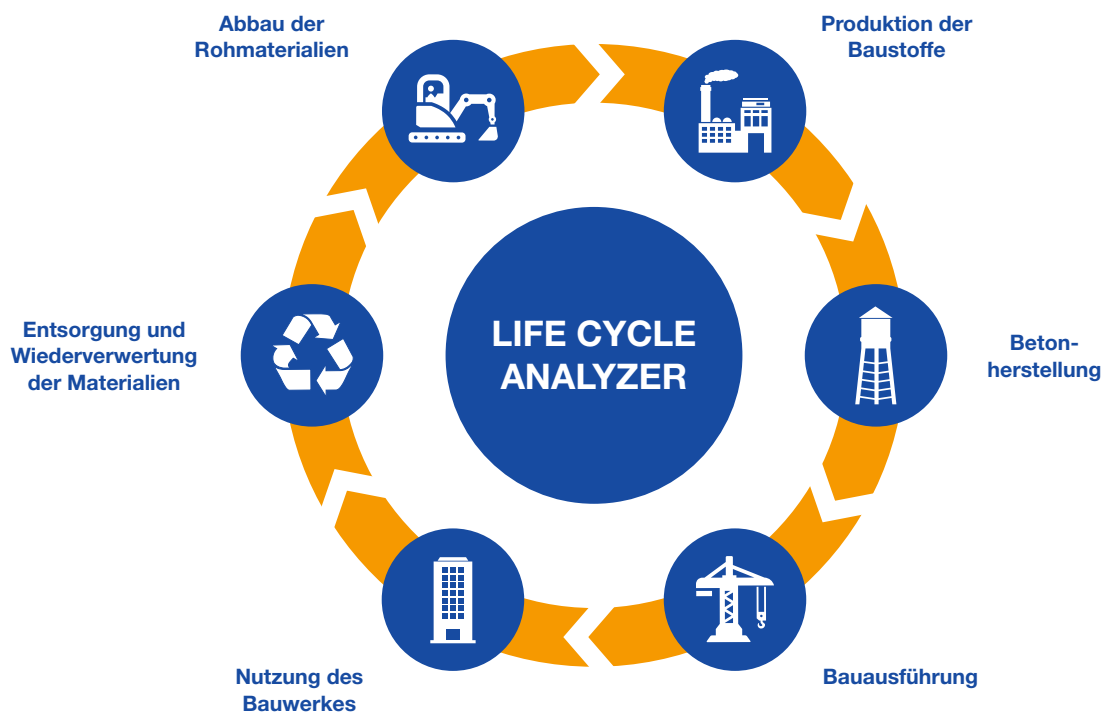 Abbau der
Rohmaterialien
Produktion der
Baustoffe
Entsorgung und
Wiederverwertung
der Materialien
LIFE CYCLE
ANALYZER
Beton-
herstellung
Nutzung des
Bauwerkes
Bauausführung